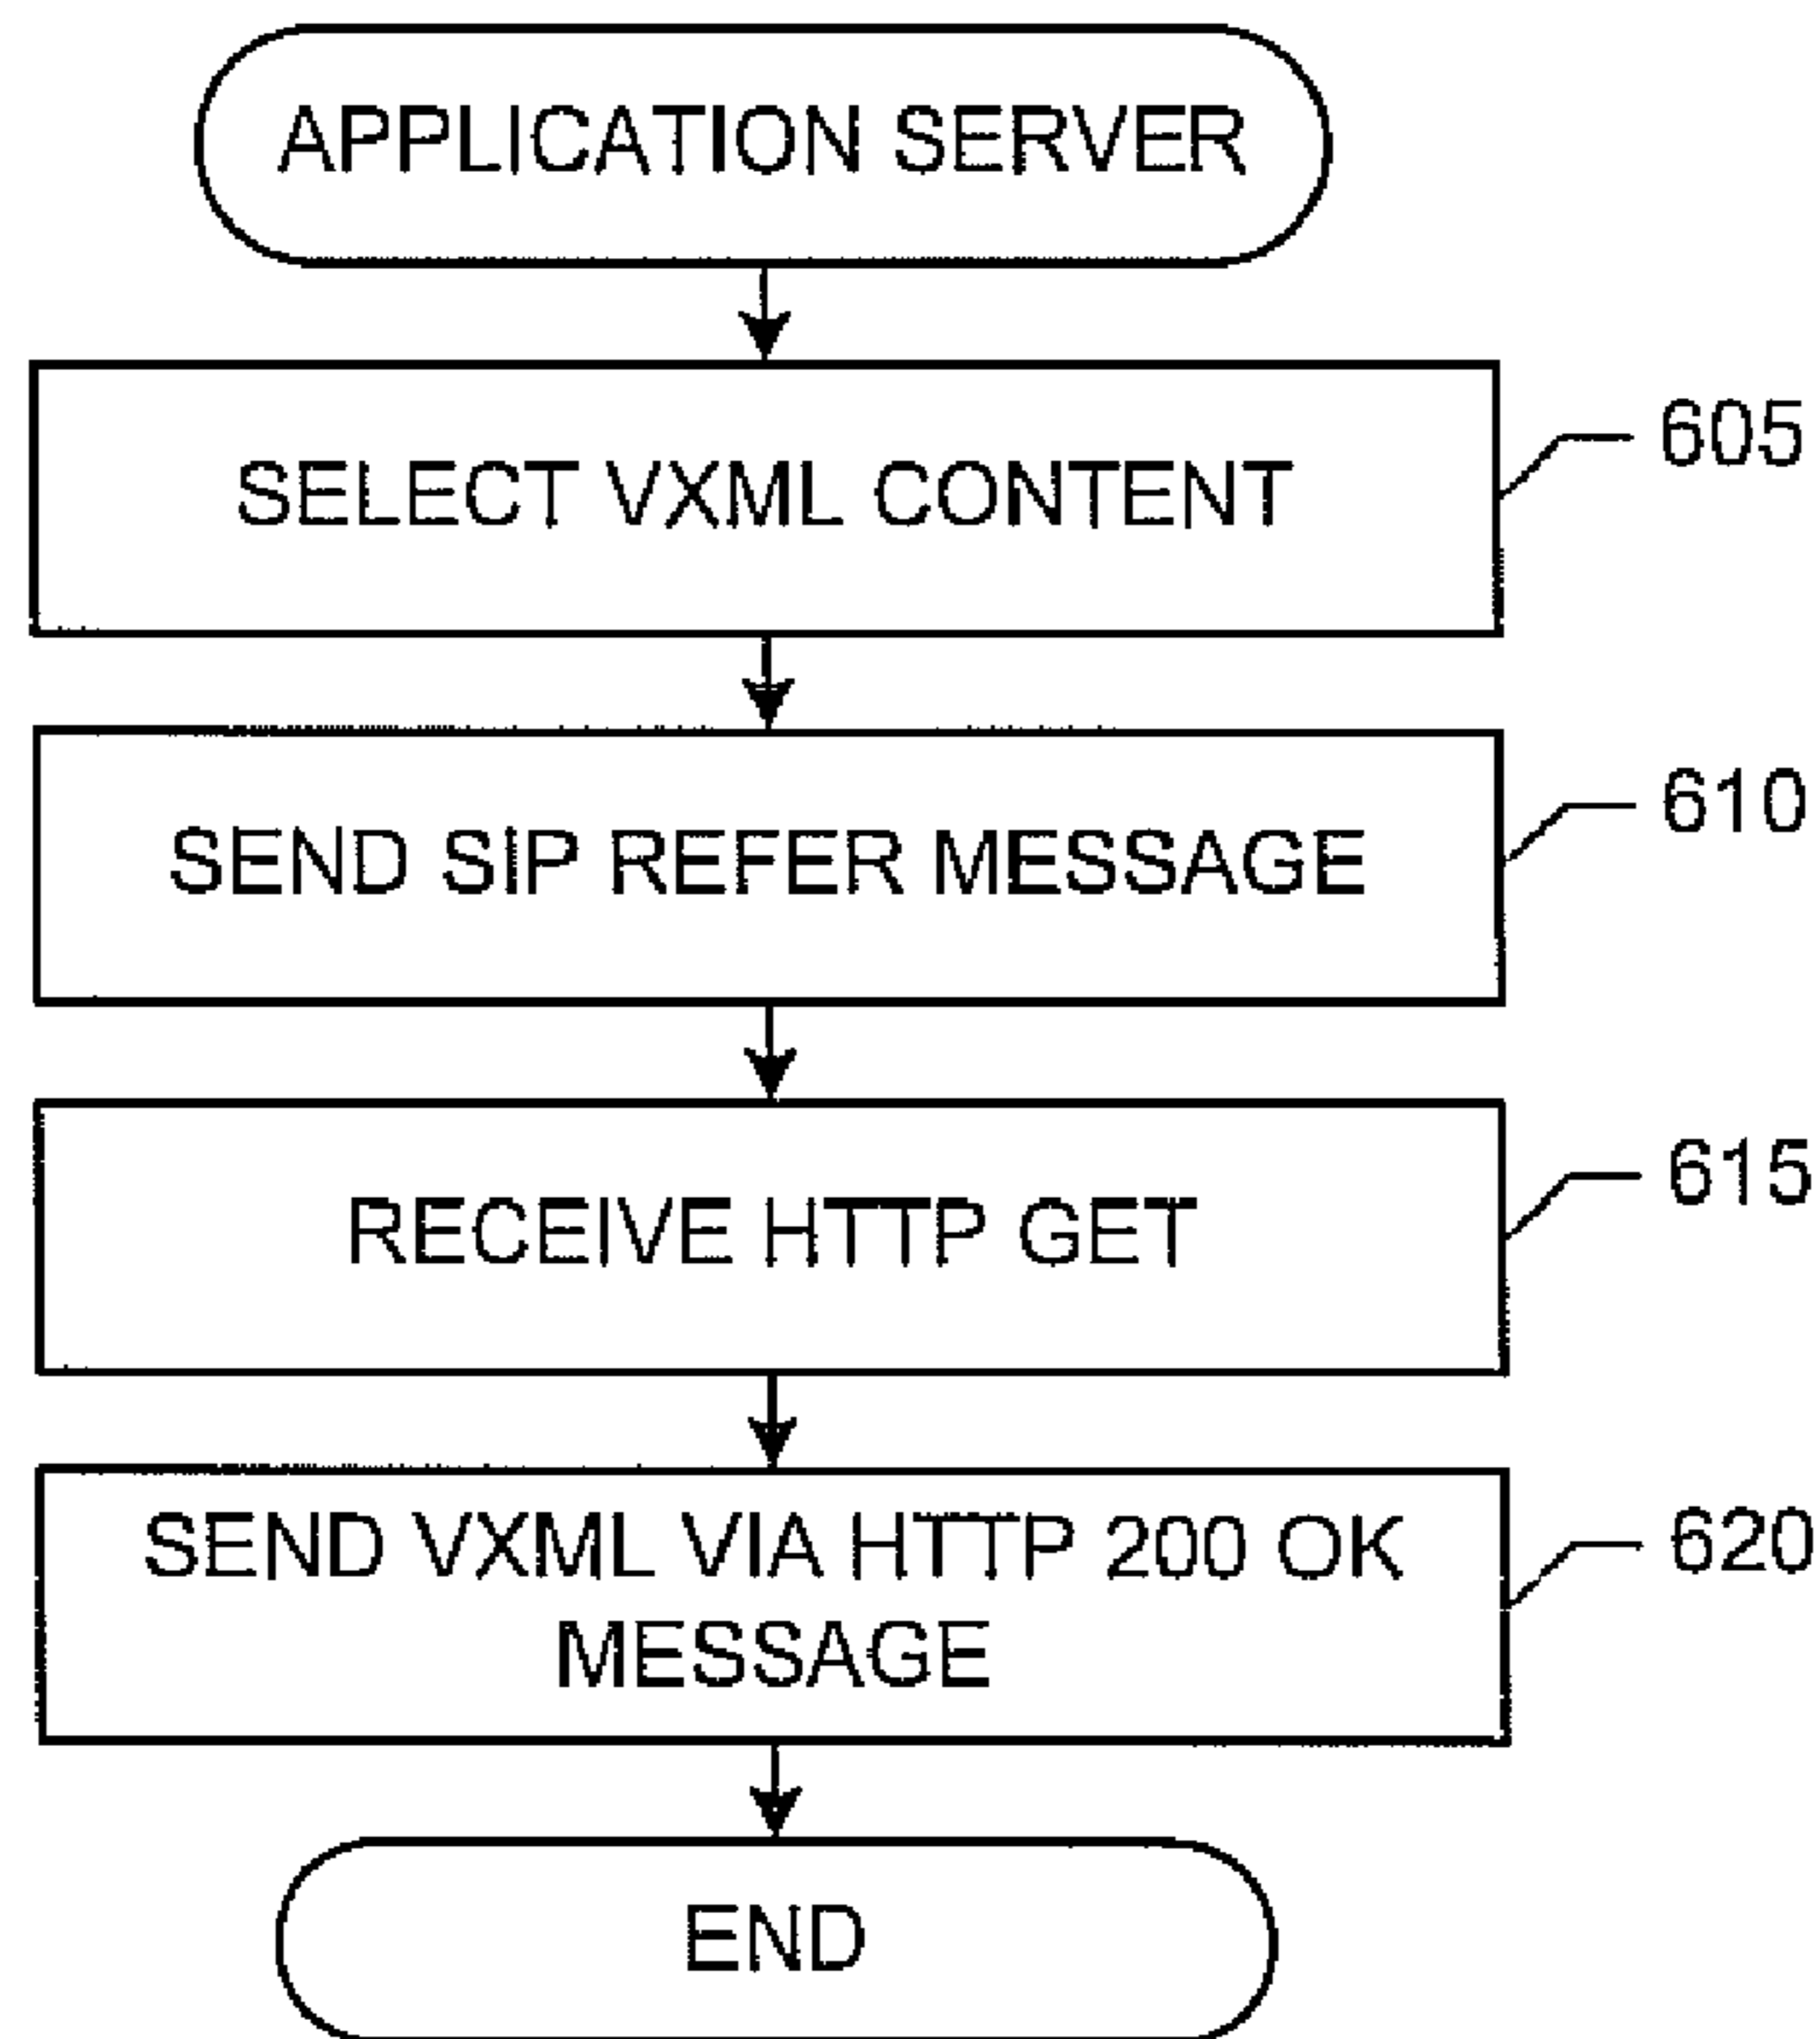 APPLICATION SERVER
SELECT VXML CONTENT
605
SEND SIP REFER MESSAGE
610
RECEIVE HTTP GET
615
SEND VXML VIA HTTP 200 OK
MESSAGE
620
END